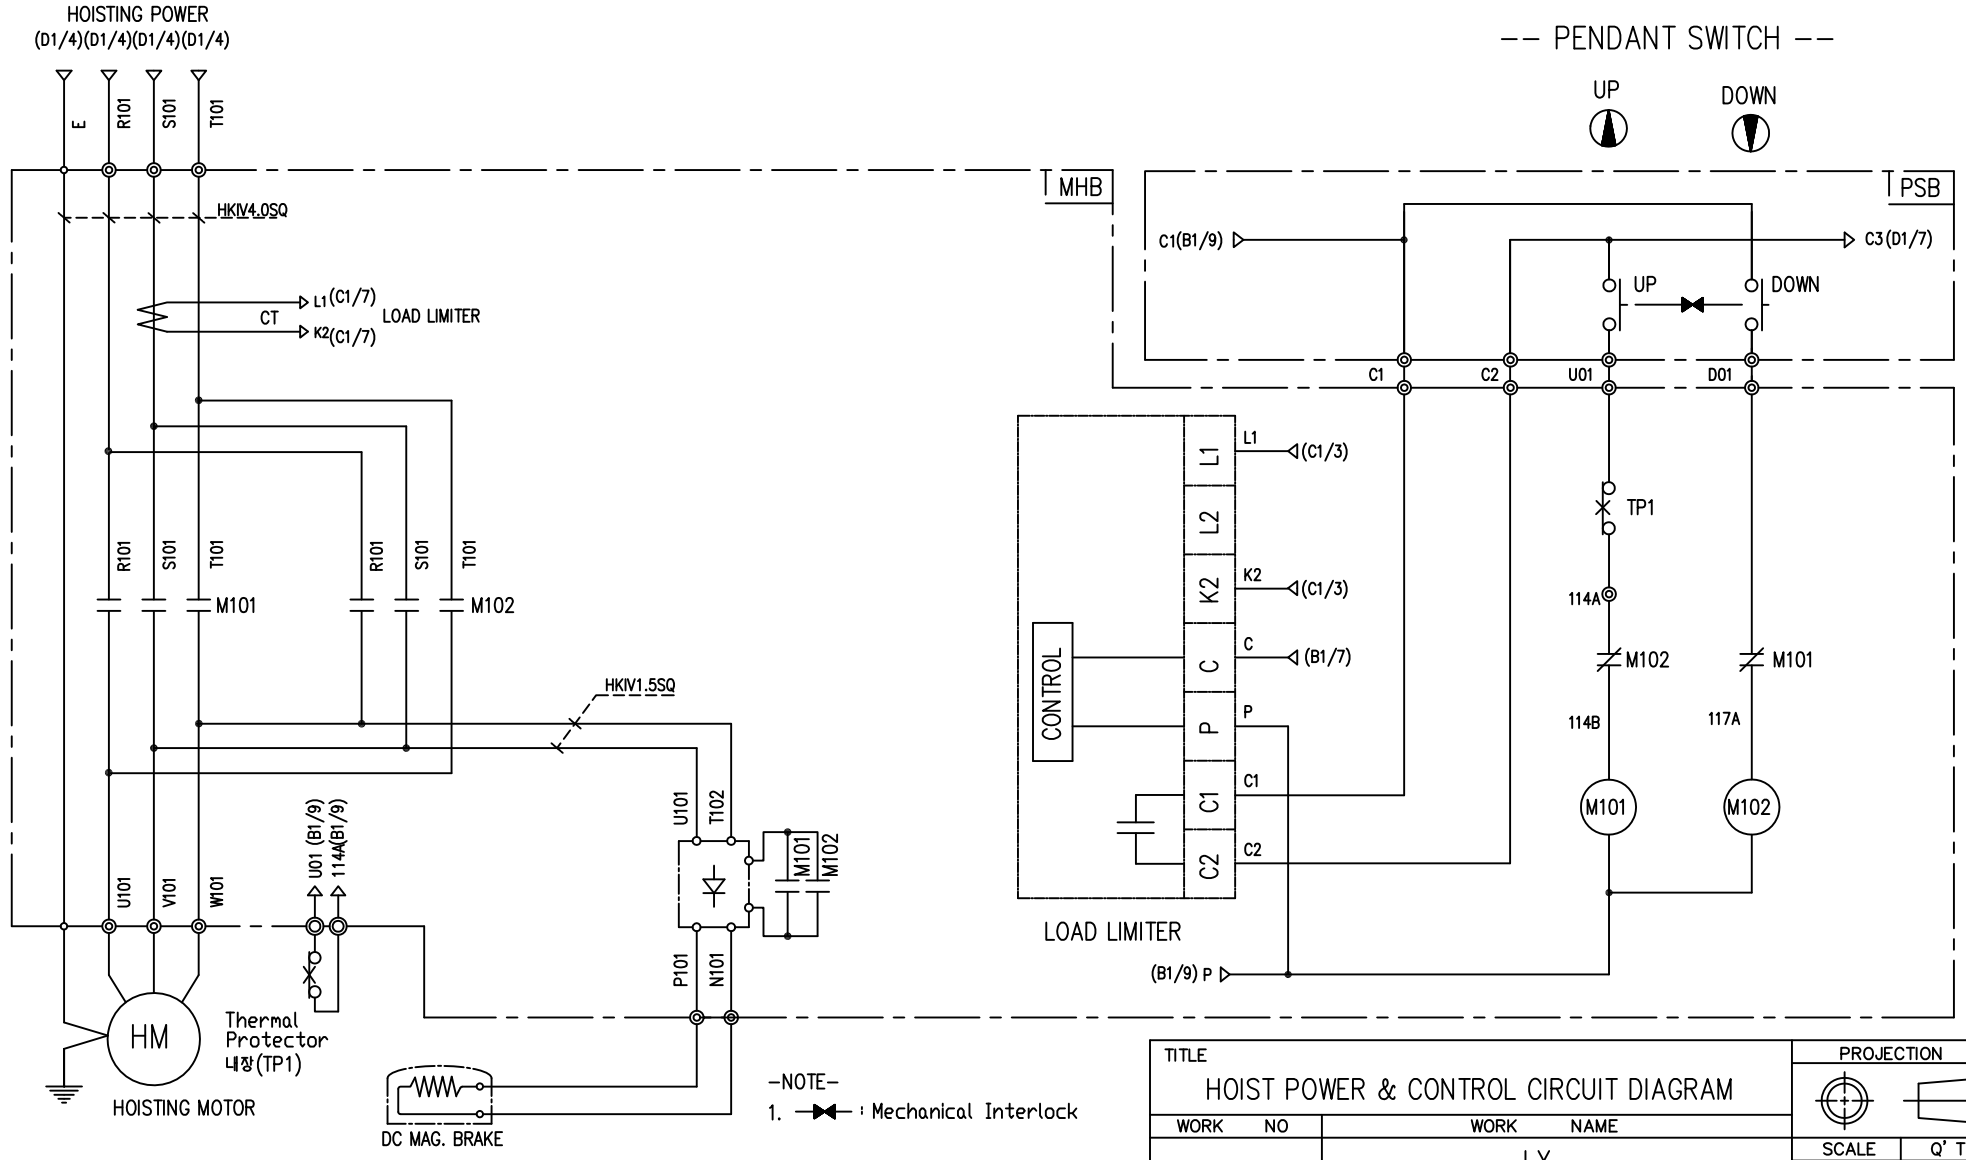 HOISTING POWER
(D1/4)(D1/4)(D1/4)(D1/4)
-- PENDANT SWITCH --
UP
DOWN
E
R101
S101
T101
MHB
PSB
HKIV4.0SQ
C1(B1/9)
C3(D1/7)
UP
DOWN
L1(C1/7)
CT
LOAD LIMITER
K2(C1/7)
C1
C2
U01
D01
L1
L1
(C1/3)
L2
TP1
R101
S101
T101
R101
S101
T101
M101
M102
K2
K2
(C1/3)
114A
CONTROL
C
C
(B1/7)
M102
M101
HKIV1.5SQ
P
P
114B
117A
C1
C1
M101
M102
U101
T102
U01 (B1/9)
114A(B1/9)
M101
M102
C2
C2
U101
V101
W101
LOAD LIMITER
P101
N101
(B1/9) P
HM
Thermal
Protector
내장(TP1)
HOISTING MOTOR
DC MAG. BRAKE
-NOTE-
1. : Mechanical Interlock
TITLE
HOIST POWER & CONTROL CIRCUIT DIAGRAM
PROJECTION
WORK NO
WORK NAME
SCALE
Q' T